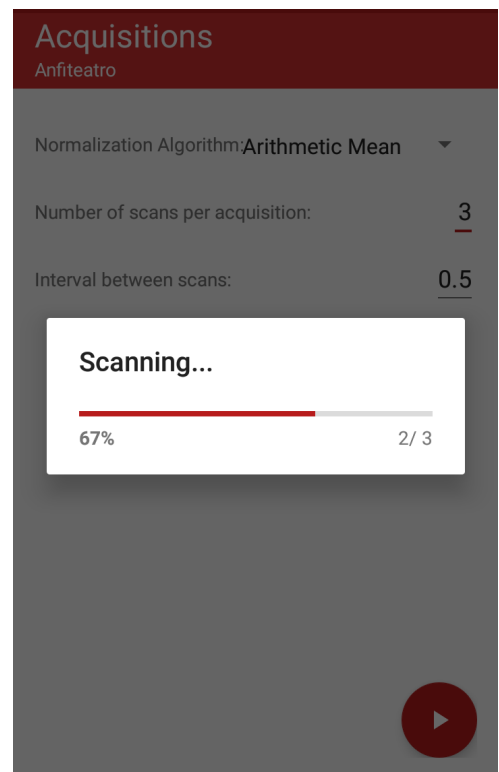 Acquisitions
Anfiteatro
Normalization Algorithm: Arithmetic Mean
Number of scans per acquisition: 3
Interval between scans: 0.5
Scanning...
67% 2/ 3